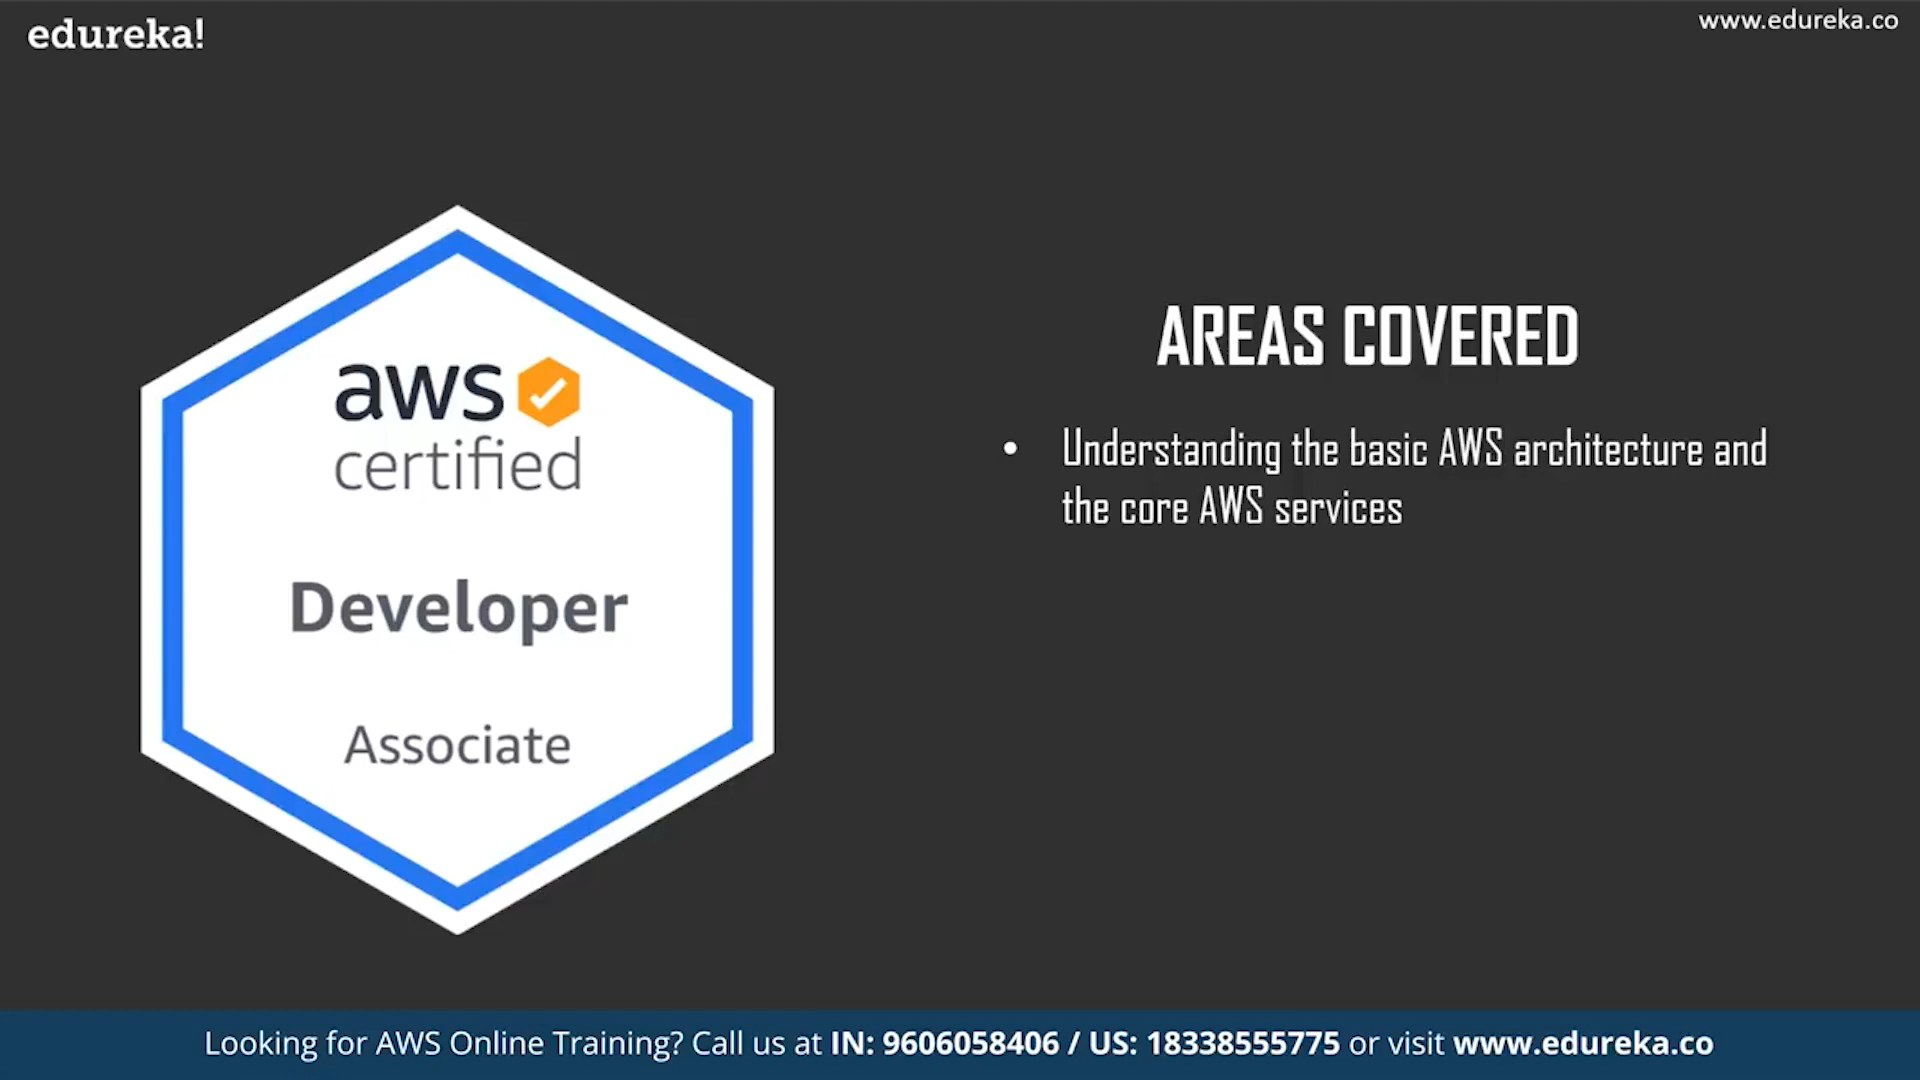 edureka!
www.edureka.co
aws
certified
Developer
Associate
AREAS COVERED
• Understanding the basic AWS architecture and
the core AWS services
Looking for AWS Online Training? Call us at IN: 9606058406 / US: 18338555775 or visit www.edureka.co